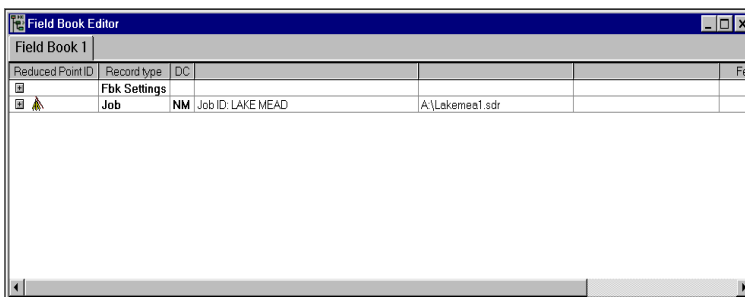 Field Book Editor
Field Book 1
Reduced Point ID Record type DC Fe
Fbk Settings
Job NM Job ID: LAKE MEAD A:\Lakemea1.sdr